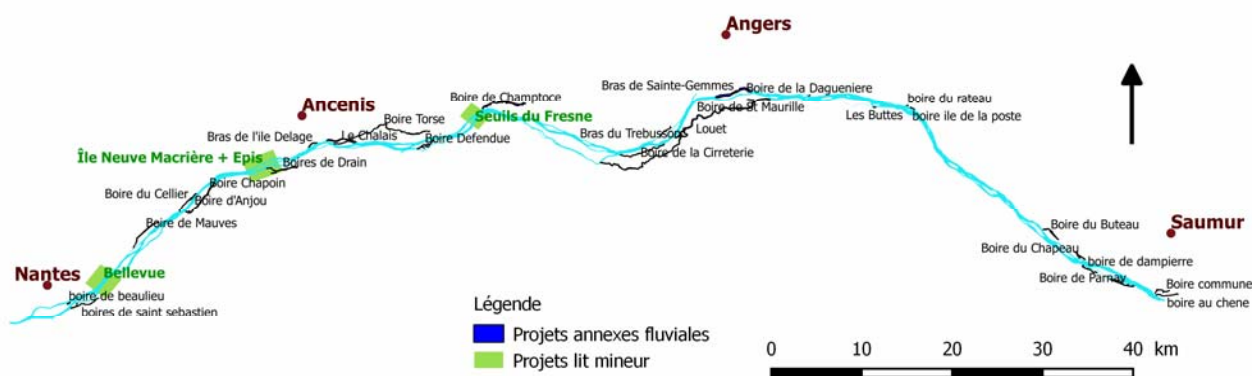 Angers
Bras de Sainte-Gemmes
Boire de la Dagueniere
Boire de Champtoce
boire du rateau
Ancenis
Boire de St Maurille
Les Buttes
boire ile de la poste
Seuils du Fresne
Boire Torse
Louet
Bras de l'ile Delage
Le Chalais
Bras du Trebusson
Boire Defendue
Boire de la Cirreterie
Île Neuve Macrière + Epis
Boires de Drain
Boire Chapoin
Boire du Cellier
Boire d'Anjou
Boire de Mauves
Boire du Buteau
Saumur
Boire du Chapeau
boire de dampierre
Nantes
Bellevue
Boire de Parnay
Boire commune
boire de beaulieu
boire au chene
boires de saint sebastien
Légende
Projets annexes fluviales
Projets lit mineur
0 10 20 30 40 km